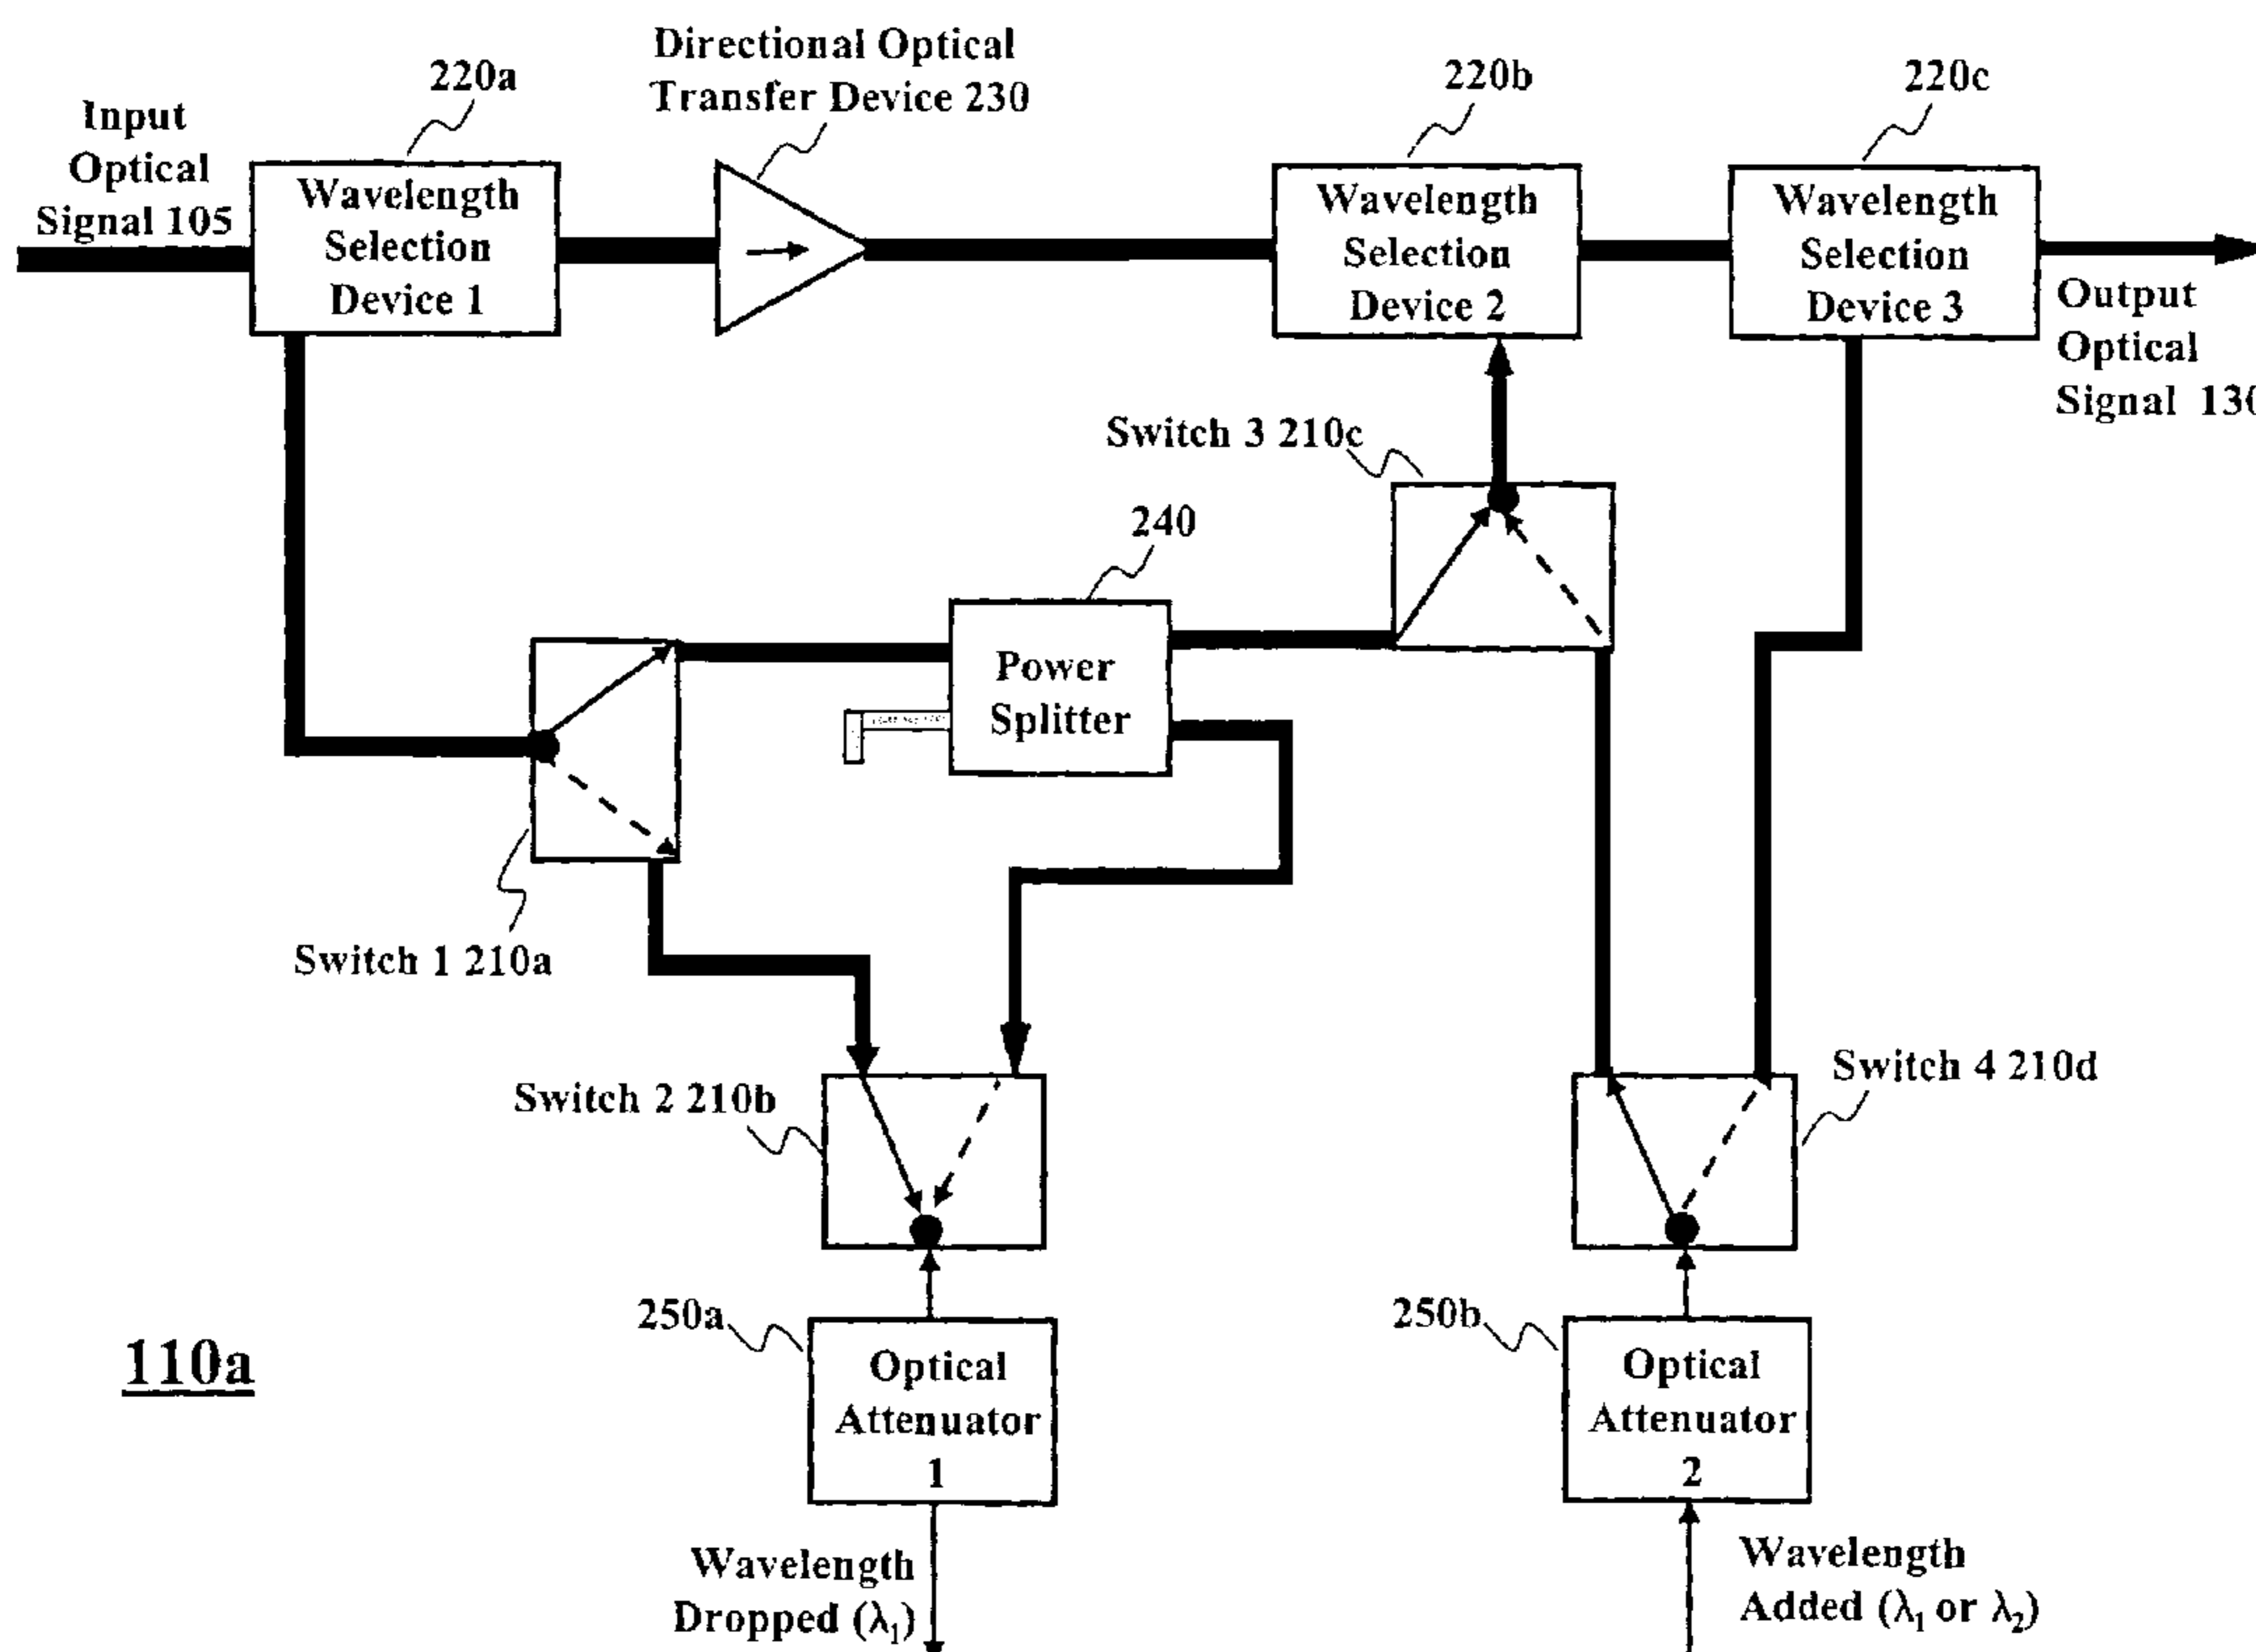 Directional Optical
Transfer Device 230
220a
220b
220c
Input
Optical
Signal 105
Wavelength
Selection
Device 1
Wavelength
Selection
Device 2
Wavelength
Selection
Device 3
Output
Optical
Signal 130
Switch 3 210c
240
Power
Splitter
Switch 1 210a
Switch 2 210b
Switch 4 210d
250a
250b
110a
Optical
Attenuator
1
Optical
Attenuator
2
Wavelength
Dropped (λ₁)
Wavelength
Added (λ₁ or λ₂)